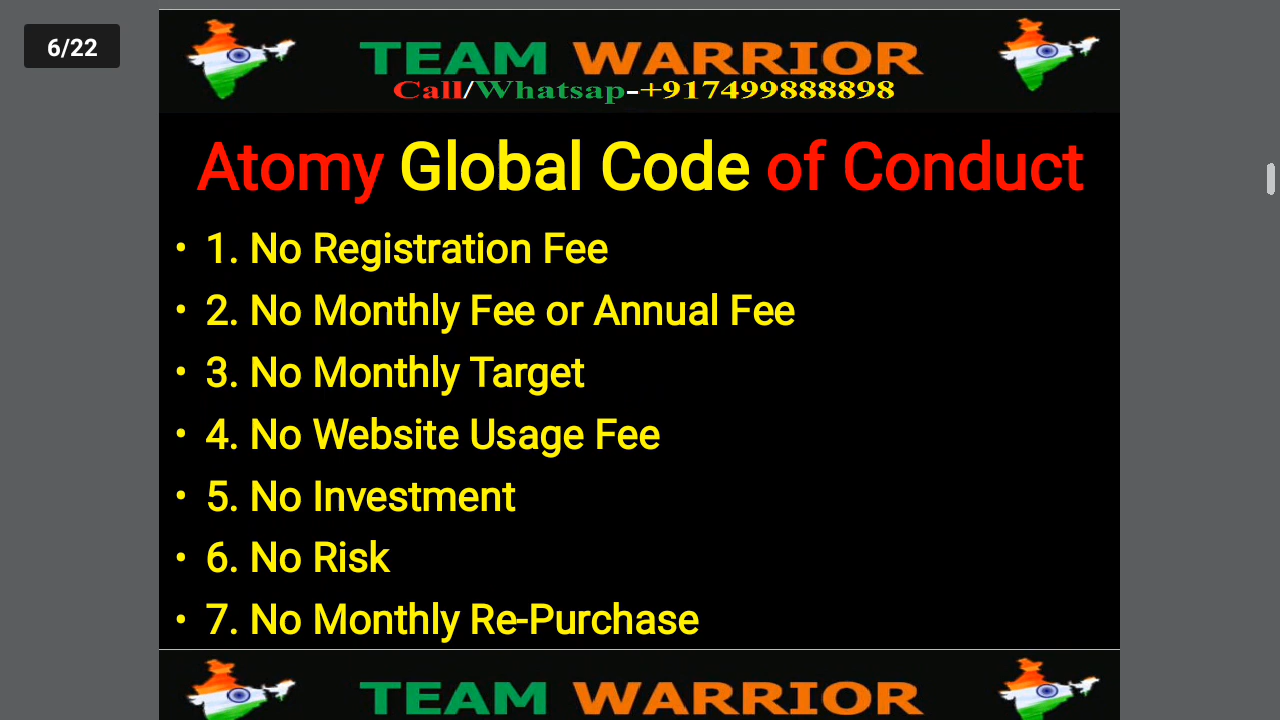 6/22
TEAM WARRIOR
Call/Whatsap-+917499888898
Atomy Global Code of Conduct
• 1. No Registration Fee
• 2. No Monthly Fee or Annual Fee
• 3. No Monthly Target
• 4. No Website Usage Fee
• 5. No Investment
• 6. No Risk
• 7. No Monthly Re-Purchase
TEAM WARRIOR